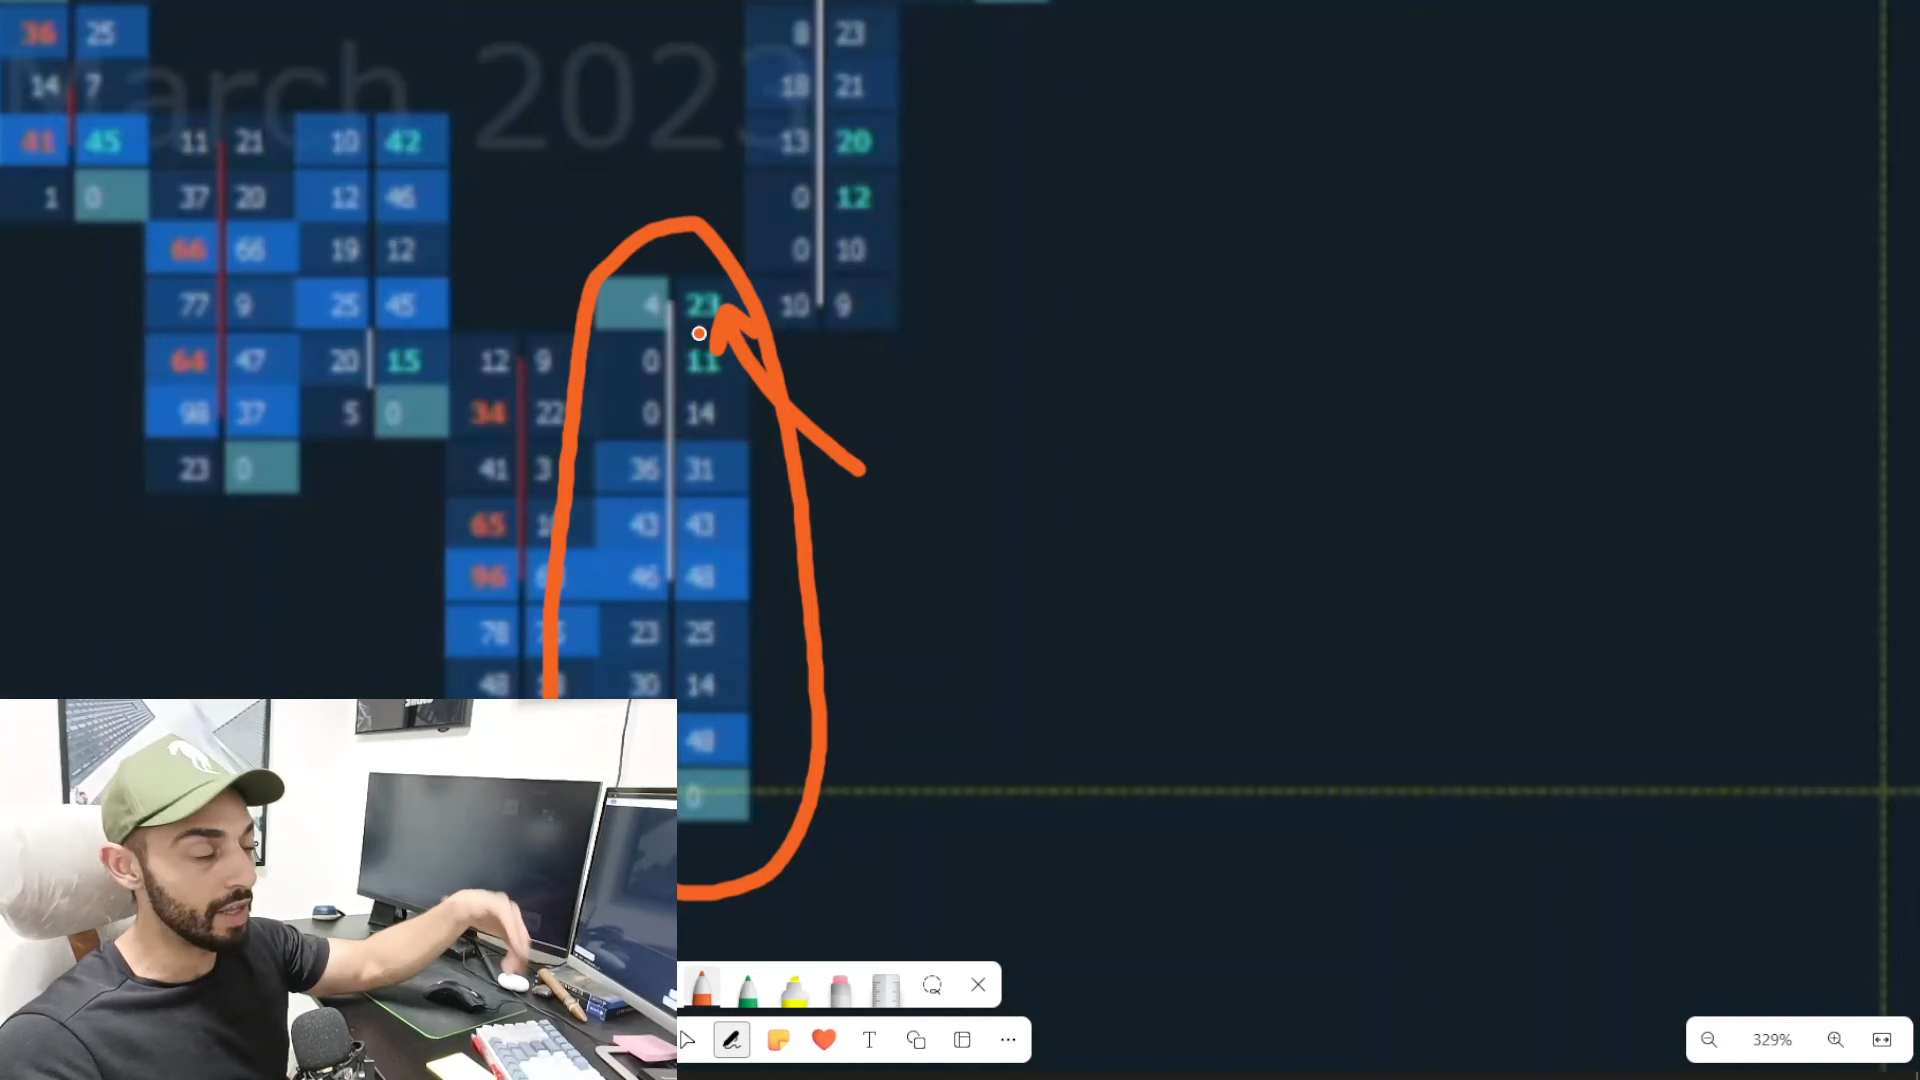 36 25 8 23
March 2023
14 7 18 21
41 45 11 21 10 42 13 20
1 0 37 20 12 46 0 12
66 66 19 12 0 10
77 9 25 45 4 23 10 9
64 47 20 15 12 9 0 11
98 37 5 0 34 22 0 14
23 0 41 3 36 31
65 43 43
96 46 48
78 23 25
48 30 14
48
0
T
329%